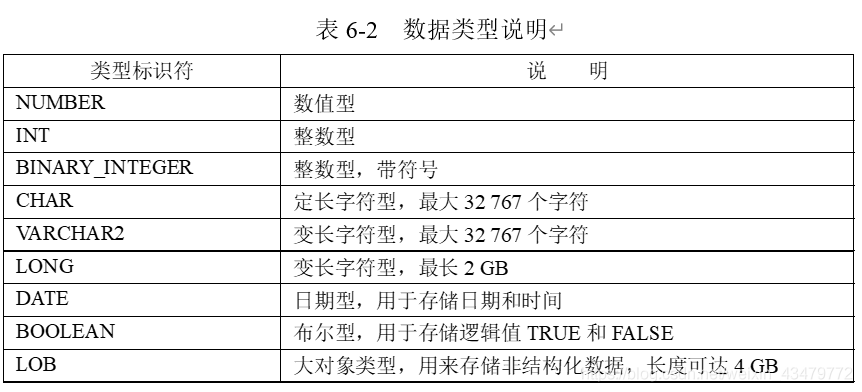 表 6-2 数据类型说明↵
类型标识符 说 明
NUMBER 数值型
INT 整数型
BINARY_INTEGER 整数型，带符号
CHAR 定长字符型，最大 32 767 个字符
VARCHAR2 变长字符型，最大 32 767 个字符
LONG 变长字符型，最长 2 GB
DATE 日期型，用于存储日期和时间
BOOLEAN 布尔型，用于存储逻辑值 TRUE 和 FALSE
LOB 大对象类型，用来存储非结构化数据，长度可达 4 GB
43479772